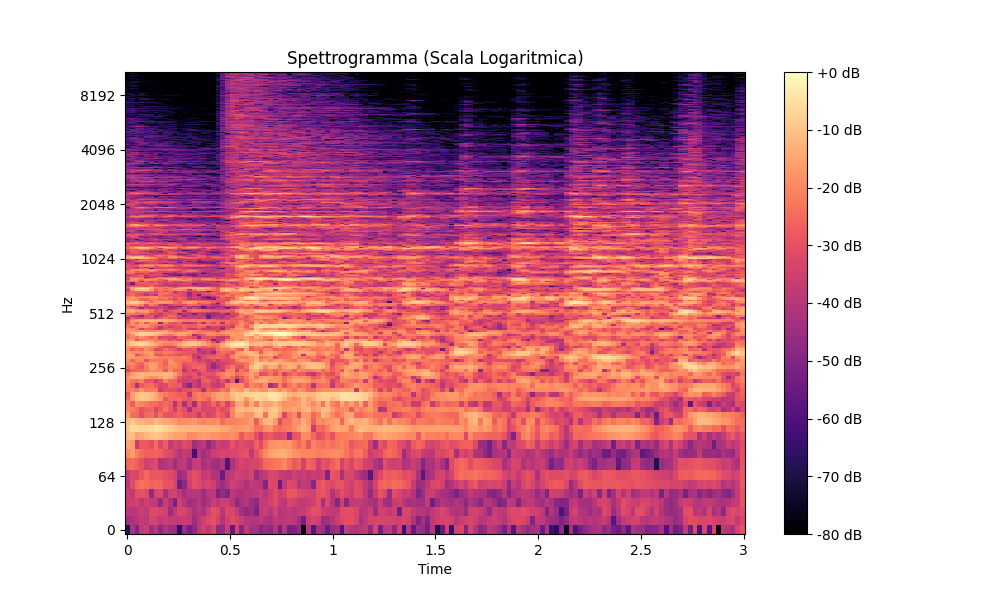 Spettrogramma (Scala Logaritmica)
Hz
8192
4096
2048
1024
512
256
128
64
0
0 0.5 1 1.5 2 2.5 3
Time
+0 dB
-10 dB
-20 dB
-30 dB
-40 dB
-50 dB
-60 dB
-70 dB
-80 dB